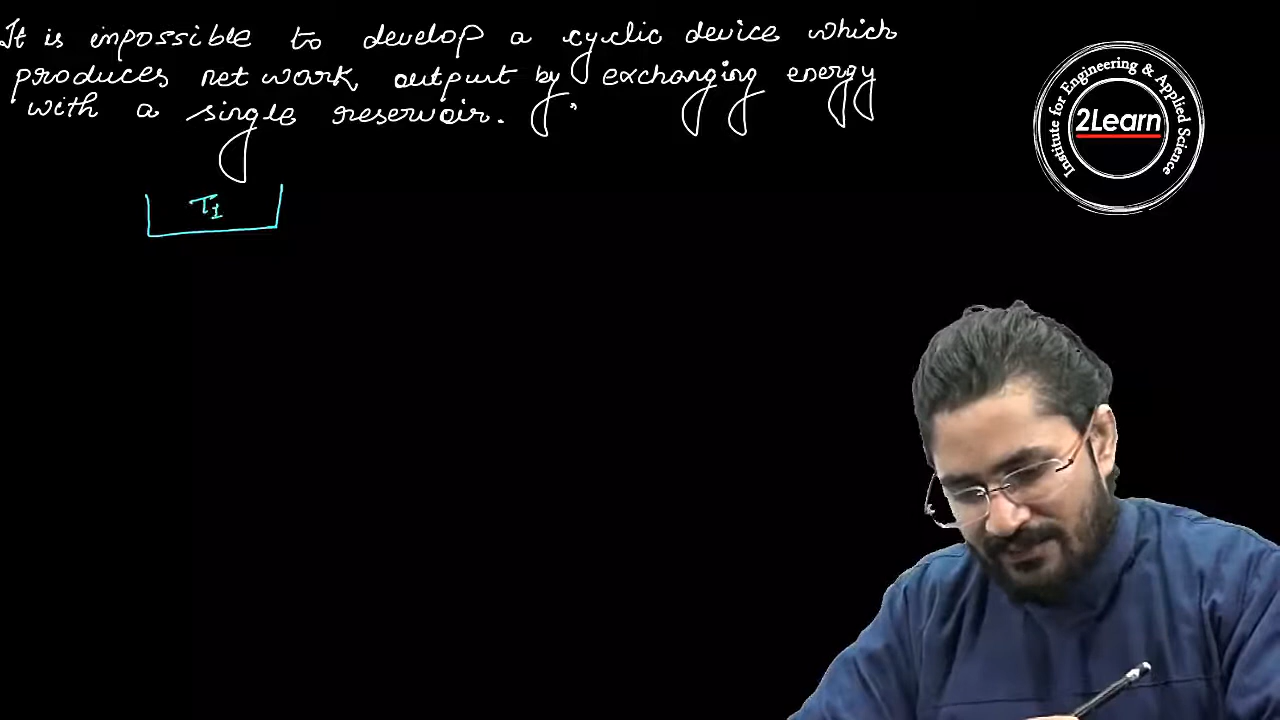 It is impossible to develop a cyclic device which
produces net work output by exchanging energy
with a single reservoir.
T1
Institute for Engineering & Applied Science
2Learn